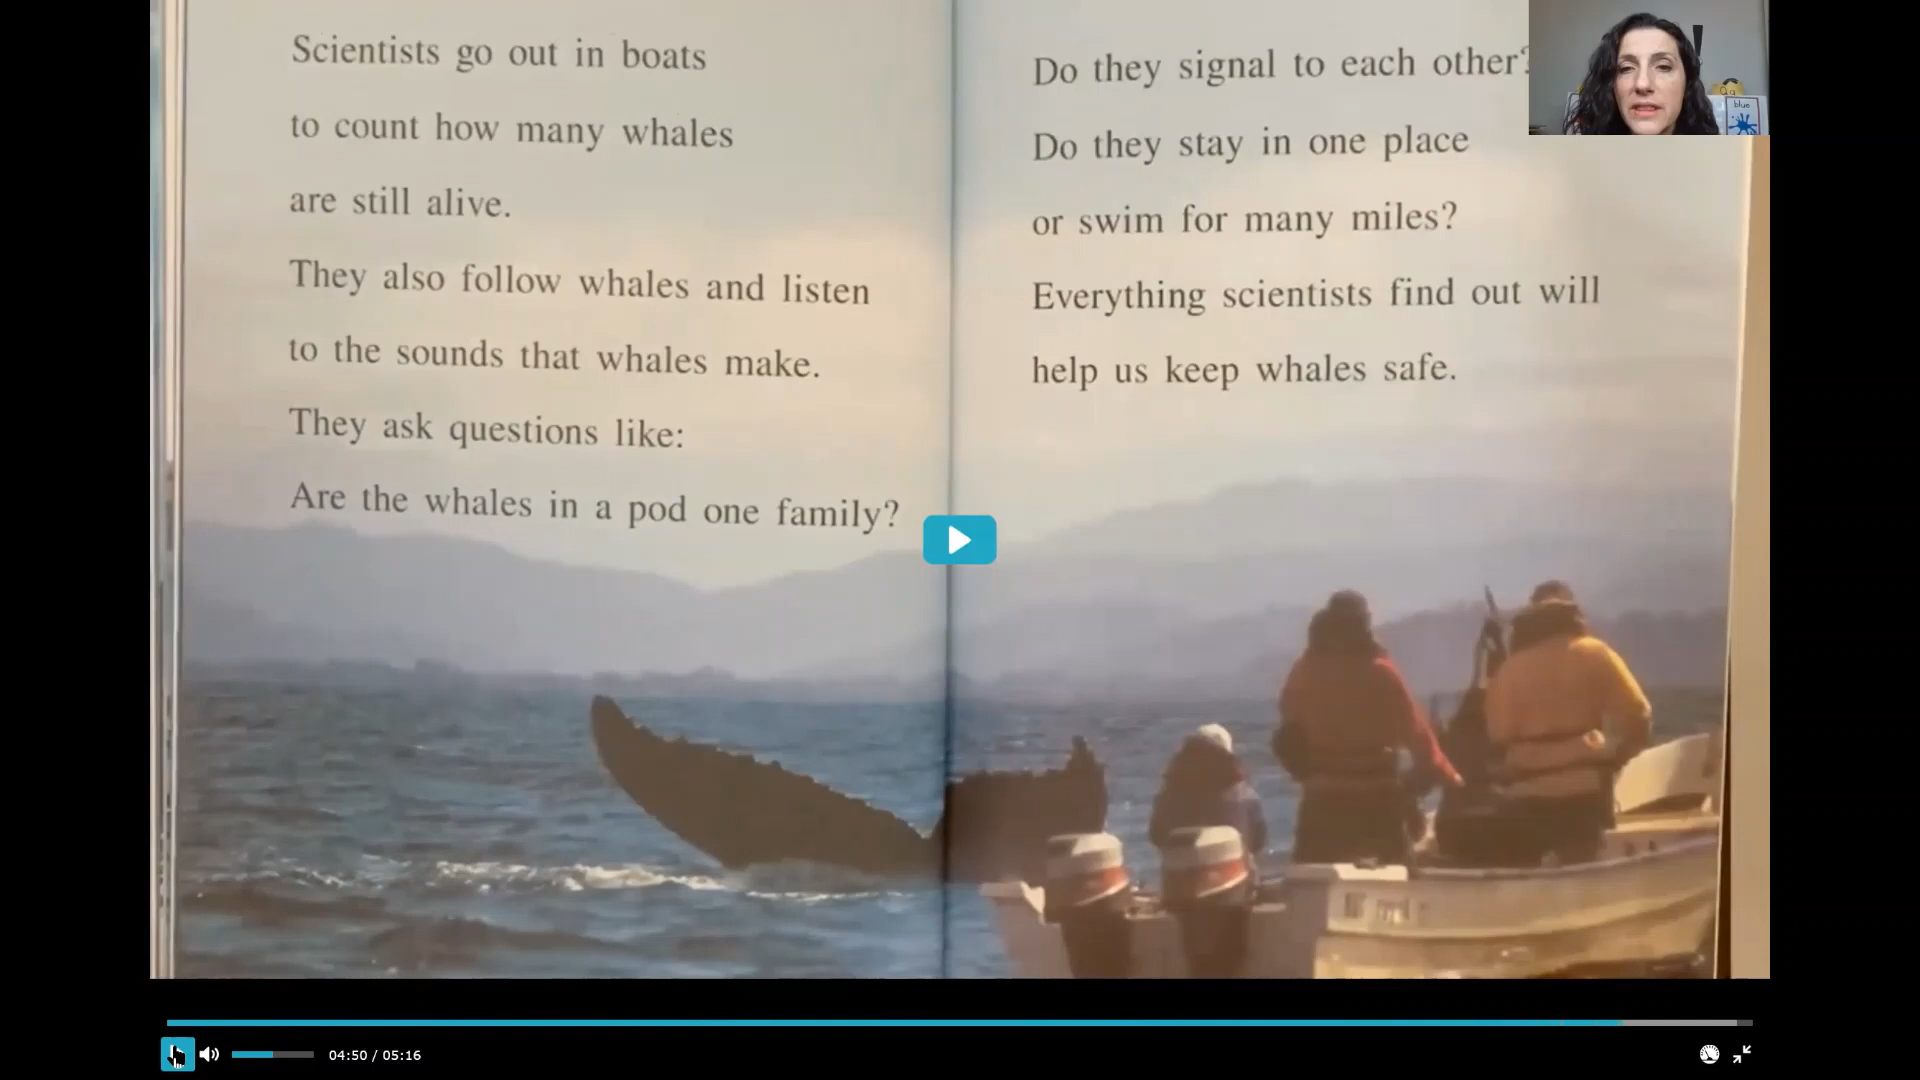 Scientists go out in boats
to count how many whales
are still alive.
They also follow whales and listen
to the sounds that whales make.
They ask questions like:
Are the whales in a pod one family?
Do they signal to each other?
Do they stay in one place
or swim for many miles?
Everything scientists find out will
help us keep whales safe.
Qq
blue
04:50 / 05:16